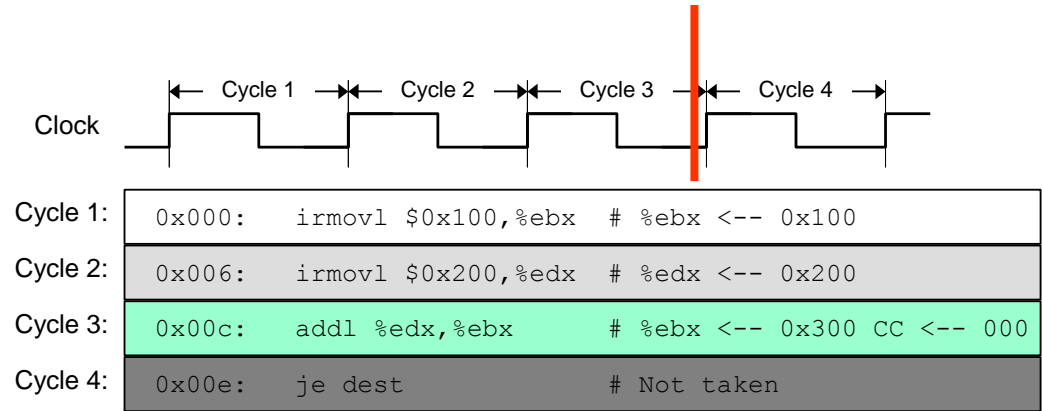 Cycle 1 Cycle 2 Cycle 3 Cycle 4
Clock
Cycle 1: 0x000: irmovl $0x100,%ebx # %ebx <-- 0x100
Cycle 2: 0x006: irmovl $0x200,%edx # %edx <-- 0x200
Cycle 3: 0x00c: addl %edx,%ebx # %ebx <-- 0x300 CC <-- 000
Cycle 4: 0x00e: je dest # Not taken